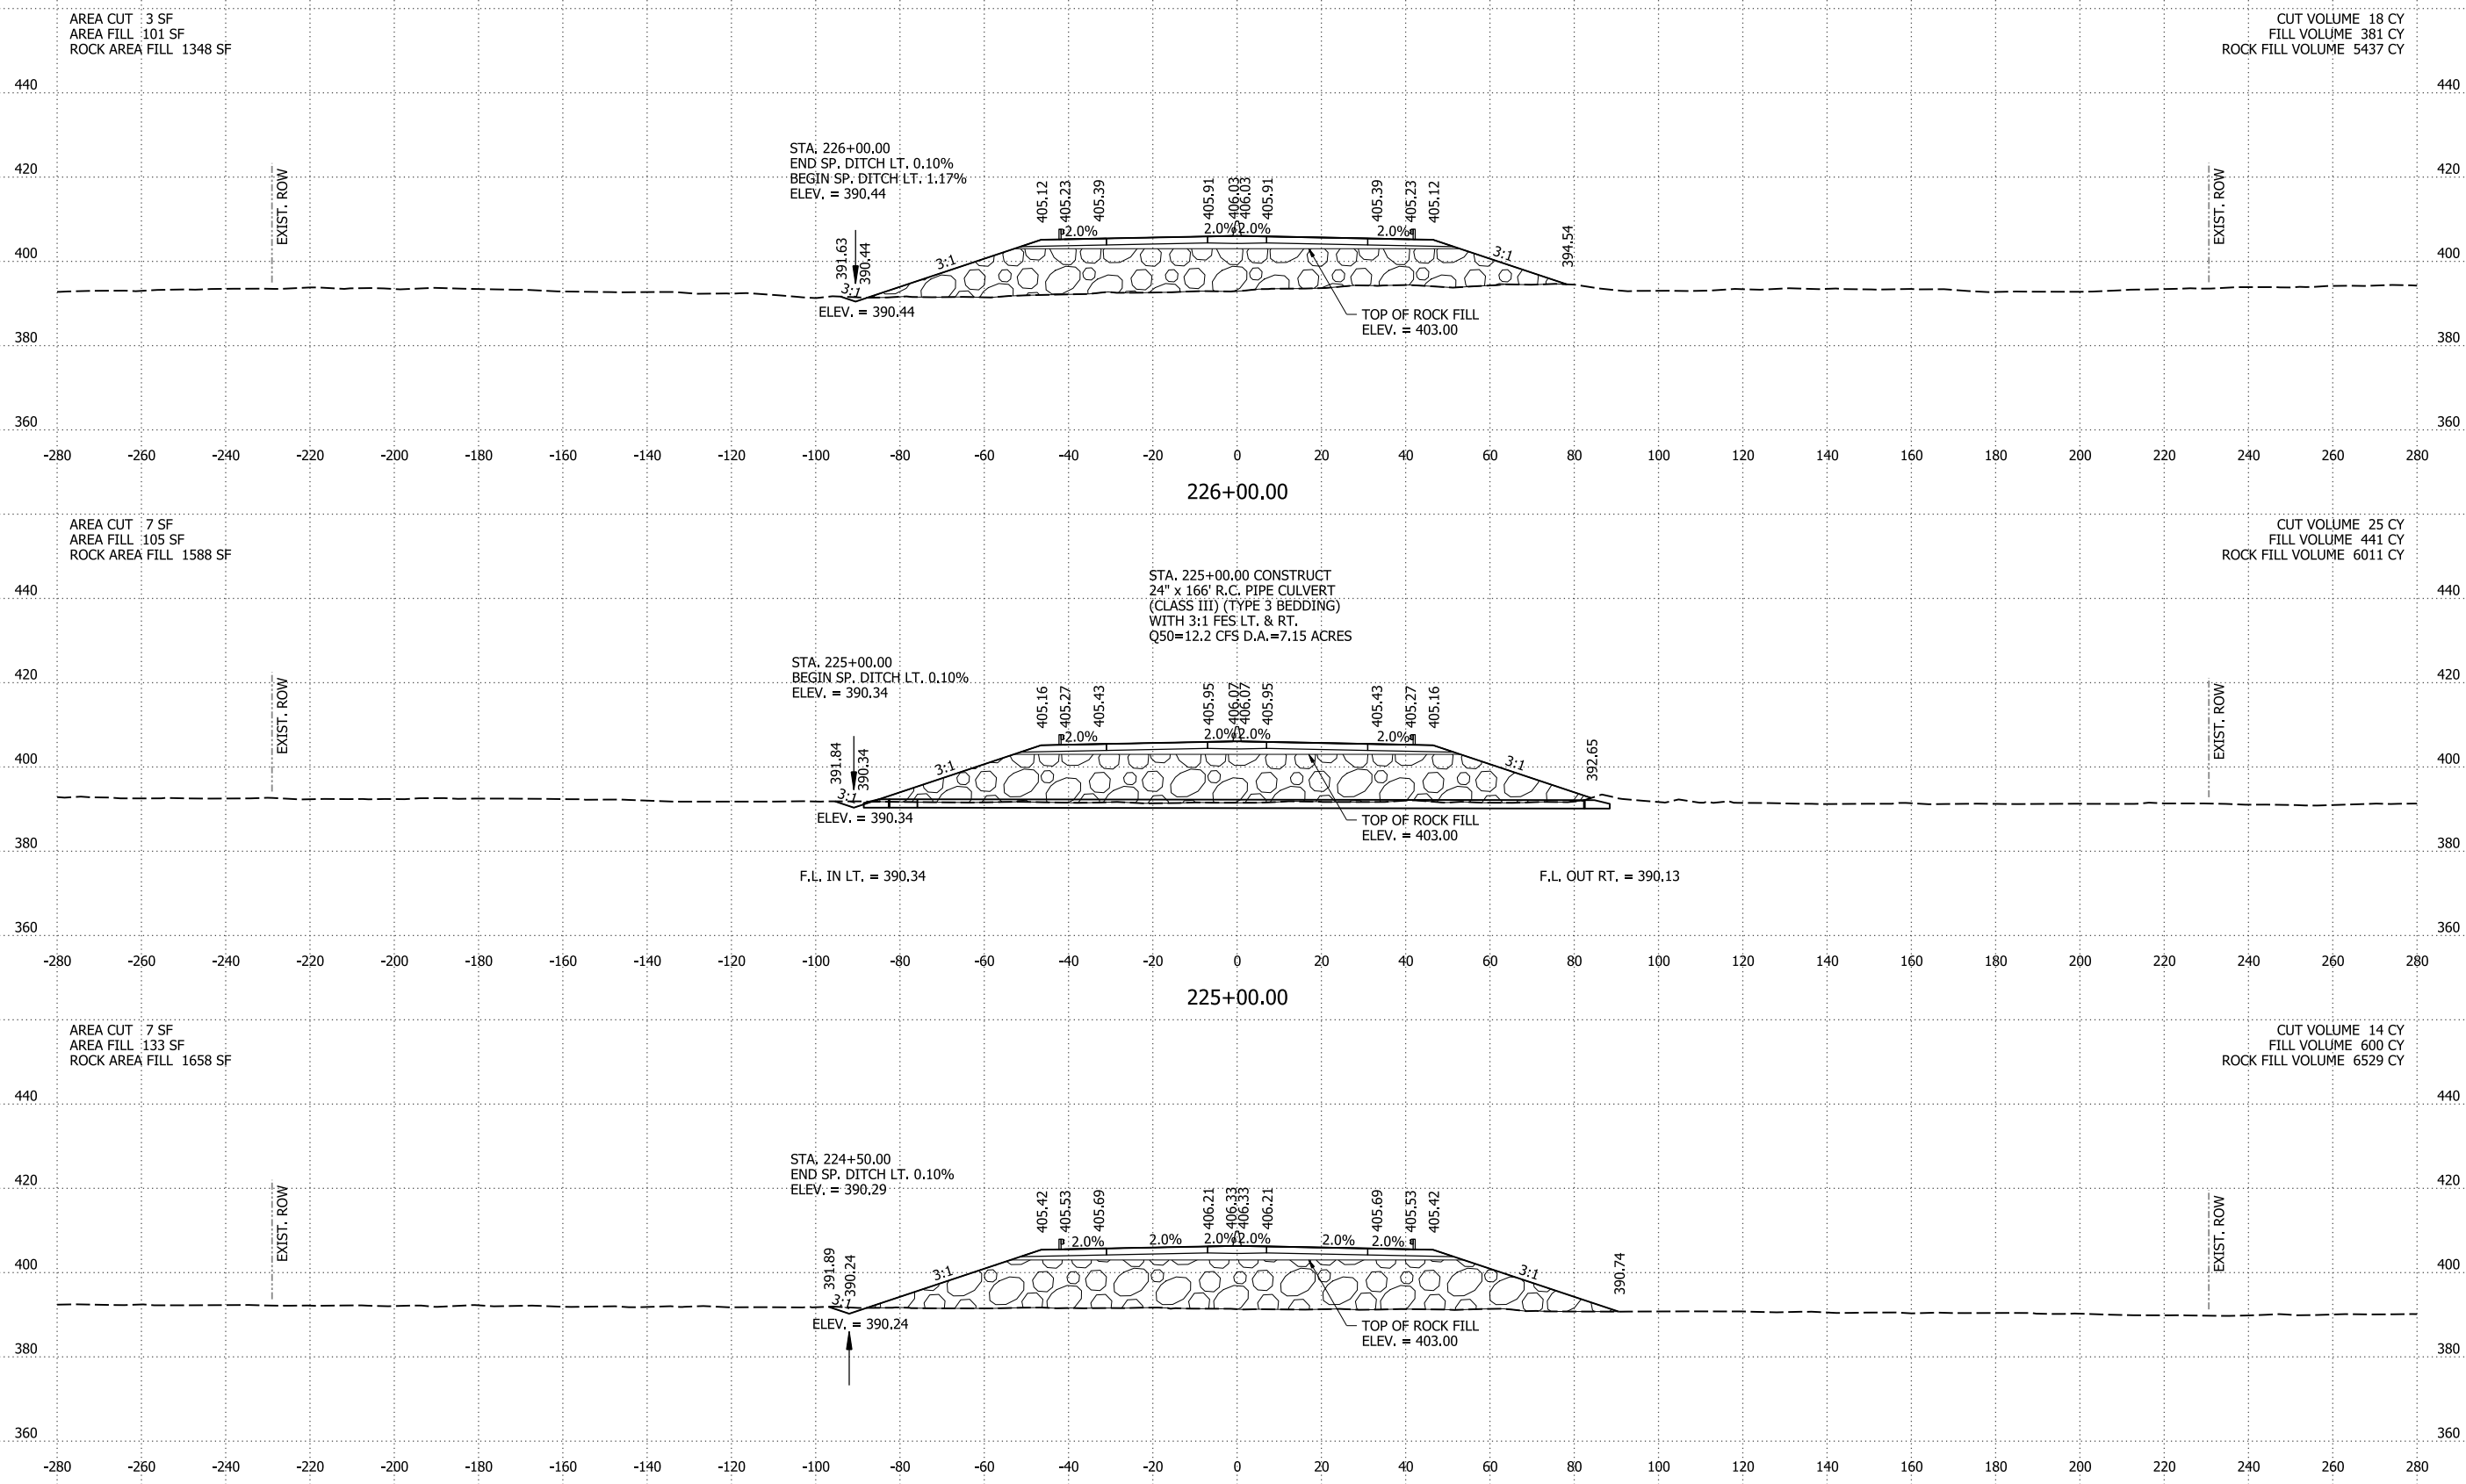 AREA CUT 3 SF
AREA FILL 101 SF
ROCK AREA FILL 1348 SF
CUT VOLUME 18 CY
FILL VOLUME 381 CY
ROCK FILL VOLUME 5437 CY
440 440
STA. 226+00.00
END SP. DITCH LT. 0.10%
BEGIN SP. DITCH LT. 1.17%
ELEV. = 390.44
420 420
EXIST. ROW
EXIST. ROW
405.12 405.23 405.39 405.91 406.03 406.03 405.91 405.39 405.23 405.12
391.63 390.44 394.54
2.0% 2.0% 2.0% 2.0%
400 400
3:1 3:1 3:1
ELEV. = 390.44
TOP OF ROCK FILL
ELEV. = 403.00
380 380
360 360
-280 -260 -240 -220 -200 -180 -160 -140 -120 -100 -80 -60 -40 -20 0 20 40 60 80 100 120 140 160 180 200 220 240 260 280
226+00.00
AREA CUT 7 SF
AREA FILL 105 SF
ROCK AREA FILL 1588 SF
CUT VOLUME 25 CY
FILL VOLUME 441 CY
ROCK FILL VOLUME 6011 CY
STA. 225+00.00 CONSTRUCT
24" x 166' R.C. PIPE CULVERT
(CLASS III) (TYPE 3 BEDDING)
WITH 3:1 FES LT. & RT.
Q50=12.2 CFS D.A.=7.15 ACRES
440 440
STA. 225+00.00
BEGIN SP. DITCH LT. 0.10%
ELEV. = 390.34
420 420
EXIST. ROW
EXIST. ROW
405.16 405.27 405.43 405.95 406.07 406.07 405.95 405.43 405.27 405.16
391.84 390.34 392.65
2.0% 2.0% 2.0% 2.0%
400 400
3:1 3:1 3:1
ELEV. = 390.34
TOP OF ROCK FILL
ELEV. = 403.00
380 380
F.L. IN LT. = 390.34
F.L. OUT RT. = 390.13
360 360
-280 -260 -240 -220 -200 -180 -160 -140 -120 -100 -80 -60 -40 -20 0 20 40 60 80 100 120 140 160 180 200 220 240 260 280
225+00.00
AREA CUT 7 SF
AREA FILL 133 SF
ROCK AREA FILL 1658 SF
CUT VOLUME 14 CY
FILL VOLUME 600 CY
ROCK FILL VOLUME 6529 CY
440 440
STA. 224+50.00
END SP. DITCH LT. 0.10%
ELEV. = 390.29
420 420
EXIST. ROW
EXIST. ROW
405.42 405.53 405.69 406.21 406.33 406.33 406.21 405.69 405.53 405.42
391.89 390.24 390.74
2.0% 2.0% 2.0% 2.0% 2.0% 2.0%
400 400
3:1 3:1 3:1
ELEV. = 390.24
TOP OF ROCK FILL
ELEV. = 403.00
380 380
360 360
-280 -260 -240 -220 -200 -180 -160 -140 -120 -100 -80 -60 -40 -20 0 20 40 60 80 100 120 140 160 180 200 220 240 260 280